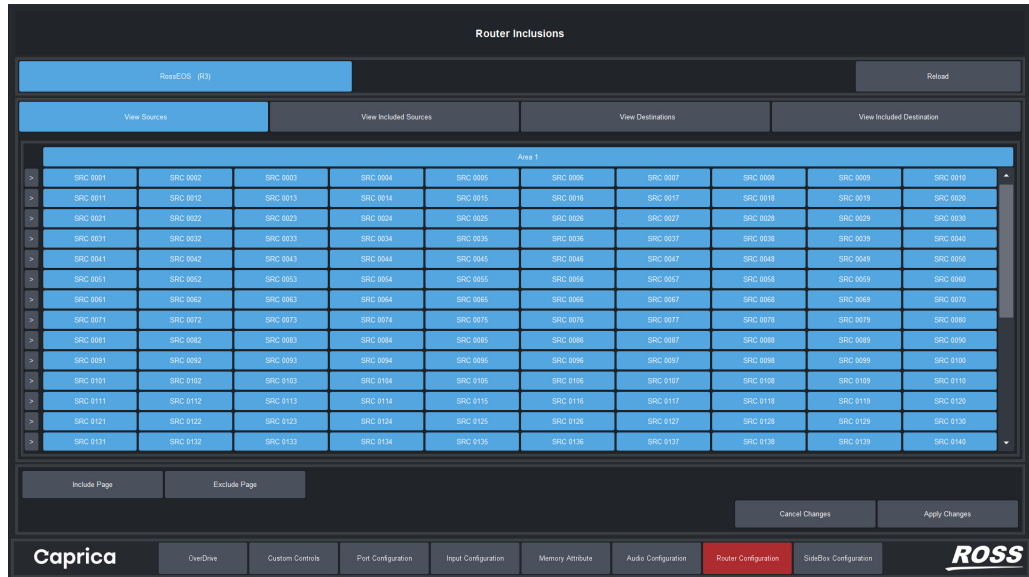 Router Inclusions
RossEOS (R3) Reload
View Sources View Included Sources View Destinations View Included Destination
Area 1
> SRC 0001 SRC 0002 SRC 0003 SRC 0004 SRC 0005 SRC 0006 SRC 0007 SRC 0008 SRC 0009 SRC 0010
> SRC 0011 SRC 0012 SRC 0013 SRC 0014 SRC 0015 SRC 0016 SRC 0017 SRC 0018 SRC 0019 SRC 0020
> SRC 0021 SRC 0022 SRC 0023 SRC 0024 SRC 0025 SRC 0026 SRC 0027 SRC 0028 SRC 0029 SRC 0030
> SRC 0031 SRC 0032 SRC 0033 SRC 0034 SRC 0035 SRC 0036 SRC 0037 SRC 0038 SRC 0039 SRC 0040
> SRC 0041 SRC 0042 SRC 0043 SRC 0044 SRC 0045 SRC 0046 SRC 0047 SRC 0048 SRC 0049 SRC 0050
> SRC 0051 SRC 0052 SRC 0053 SRC 0054 SRC 0055 SRC 0056 SRC 0057 SRC 0058 SRC 0059 SRC 0060
> SRC 0061 SRC 0062 SRC 0063 SRC 0064 SRC 0065 SRC 0066 SRC 0067 SRC 0068 SRC 0069 SRC 0070
> SRC 0071 SRC 0072 SRC 0073 SRC 0074 SRC 0075 SRC 0076 SRC 0077 SRC 0078 SRC 0079 SRC 0080
> SRC 0081 SRC 0082 SRC 0083 SRC 0084 SRC 0085 SRC 0086 SRC 0087 SRC 0088 SRC 0089 SRC 0090
> SRC 0091 SRC 0092 SRC 0093 SRC 0094 SRC 0095 SRC 0096 SRC 0097 SRC 0098 SRC 0099 SRC 0100
> SRC 0101 SRC 0102 SRC 0103 SRC 0104 SRC 0105 SRC 0106 SRC 0107 SRC 0108 SRC 0109 SRC 0110
> SRC 0111 SRC 0112 SRC 0113 SRC 0114 SRC 0115 SRC 0116 SRC 0117 SRC 0118 SRC 0119 SRC 0120
> SRC 0121 SRC 0122 SRC 0123 SRC 0124 SRC 0125 SRC 0126 SRC 0127 SRC 0128 SRC 0129 SRC 0130
> SRC 0131 SRC 0132 SRC 0133 SRC 0134 SRC 0135 SRC 0136 SRC 0137 SRC 0138 SRC 0139 SRC 0140
Include Page Exclude Page
Cancel Changes Apply Changes
Caprica OverDrive Custom Controls Port Configuration Input Configuration Memory Attribute Audio Configuration Router Configuration SideBox Configuration ROSS